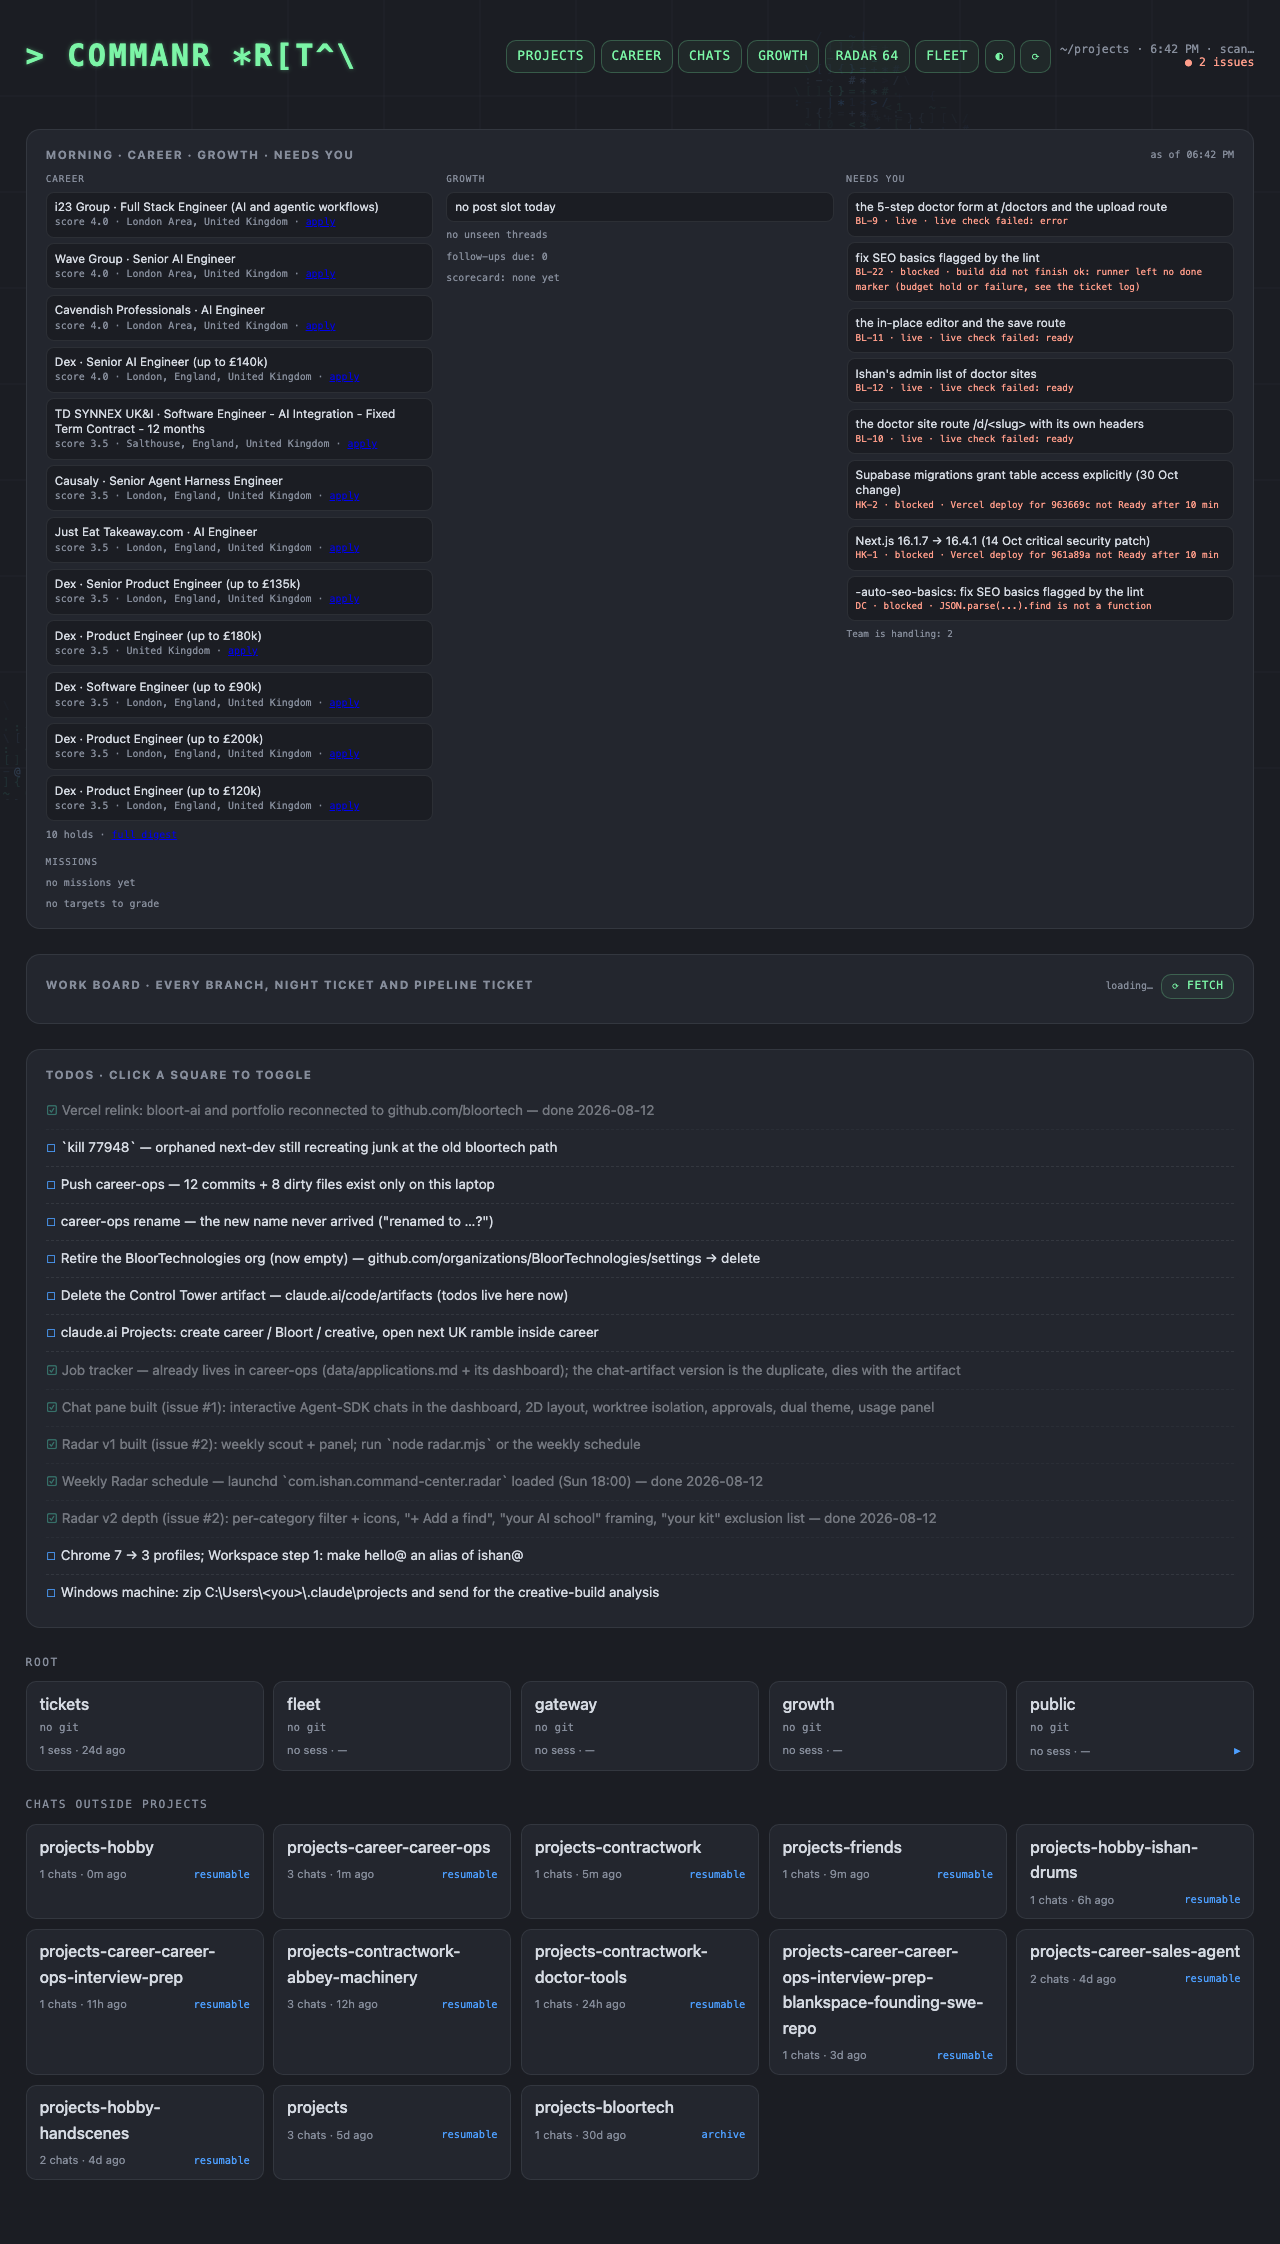 > COMMANR *R[T^\
PROJECTS
CAREER
CHATS
GROWTH
RADAR 64
FLEET
◐
⟳
~/projects · 6:42 PM · scan…
● 2 issues
MORNING · CAREER · GROWTH · NEEDS YOU
as of 06:42 PM
CAREER
i23 Group · Full Stack Engineer (AI and agentic workflows)
score 4.0 · London Area, United Kingdom · apply
Wave Group · Senior AI Engineer
score 4.0 · London Area, United Kingdom · apply
Cavendish Professionals · AI Engineer
score 4.0 · London Area, United Kingdom · apply
Dex · Senior AI Engineer (up to £140k)
score 4.0 · London, England, United Kingdom · apply
TD SYNNEX UK&I · Software Engineer - AI Integration - Fixed
Term Contract - 12 months
score 3.5 · Salthouse, England, United Kingdom · apply
Causaly · Senior Agent Harness Engineer
score 3.5 · London, England, United Kingdom · apply
Just Eat Takeaway.com · AI Engineer
score 3.5 · London, England, United Kingdom · apply
Dex · Senior Product Engineer (up to £135k)
score 3.5 · London, England, United Kingdom · apply
Dex · Product Engineer (up to £180k)
score 3.5 · United Kingdom · apply
Dex · Software Engineer (up to £90k)
score 3.5 · London, England, United Kingdom · apply
Dex · Product Engineer (up to £200k)
score 3.5 · London, England, United Kingdom · apply
Dex · Product Engineer (up to £120k)
score 3.5 · London, England, United Kingdom · apply
10 holds · full digest
MISSIONS
no missions yet
no targets to grade
GROWTH
no post slot today
no unseen threads
follow-ups due: 0
scorecard: none yet
NEEDS YOU
the 5-step doctor form at /doctors and the upload route
BL-9 · live · live check failed: error
fix SEO basics flagged by the lint
BL-22 · blocked · build did not finish ok: runner left no done
marker (budget hold or failure, see the ticket log)
the in-place editor and the save route
BL-11 · live · live check failed: ready
Ishan's admin list of doctor sites
BL-12 · live · live check failed: ready
the doctor site route /d/<slug> with its own headers
BL-10 · live · live check failed: ready
Supabase migrations grant table access explicitly (30 Oct
change)
HK-2 · blocked · Vercel deploy for 963669c not Ready after 10 min
Next.js 16.1.7 → 16.4.1 (14 Oct critical security patch)
HK-1 · blocked · Vercel deploy for 961a89a not Ready after 10 min
-auto-seo-basics: fix SEO basics flagged by the lint
DC · blocked · JSON.parse(...).find is not a function
Team is handling: 2
WORK BOARD · EVERY BRANCH, NIGHT TICKET AND PIPELINE TICKET
loading…
⟳ FETCH
TODOS · CLICK A SQUARE TO TOGGLE
☑ Vercel relink: bloort-ai and portfolio reconnected to github.com/bloortech — done 2026-08-12
☐ `kill 77948` — orphaned next-dev still recreating junk at the old bloortech path
☐ Push career-ops — 12 commits + 8 dirty files exist only on this laptop
☐ career-ops rename — the new name never arrived ("renamed to …?")
☐ Retire the BloorTechnologies org (now empty) — github.com/organizations/BloorTechnologies/settings → delete
☐ Delete the Control Tower artifact — claude.ai/code/artifacts (todos live here now)
☐ claude.ai Projects: create career / Bloort / creative, open next UK ramble inside career
☑ Job tracker — already lives in career-ops (data/applications.md + its dashboard); the chat-artifact version is the duplicate, dies with the artifact
☑ Chat pane built (issue #1): interactive Agent-SDK chats in the dashboard, 2D layout, worktree isolation, approvals, dual theme, usage panel
☑ Radar v1 built (issue #2): weekly scout + panel; run `node radar.mjs` or the weekly schedule
☑ Weekly Radar schedule — launchd `com.ishan.command-center.radar` loaded (Sun 18:00) — done 2026-08-12
☑ Radar v2 depth (issue #2): per-category filter + icons, "+ Add a find", "your AI school" framing, "your kit" exclusion list — done 2026-08-12
☐ Chrome 7 → 3 profiles; Workspace step 1: make hello@ an alias of ishan@
☐ Windows machine: zip C:\Users\<you>\.claude\projects and send for the creative-build analysis
ROOT
tickets
no git
1 sess · 24d ago
fleet
no git
no sess · —
gateway
no git
no sess · —
growth
no git
no sess · —
public
no git
no sess · —
▶
CHATS OUTSIDE PROJECTS
projects-hobby
1 chats · 0m ago
resumable
projects-career-career-ops
3 chats · 1m ago
resumable
projects-contractwork
1 chats · 5m ago
resumable
projects-friends
1 chats · 9m ago
resumable
projects-hobby-ishan-
drums
1 chats · 6h ago
resumable
projects-career-career-
ops-interview-prep
1 chats · 11h ago
resumable
projects-contractwork-
abbey-machinery
3 chats · 12h ago
resumable
projects-contractwork-
doctor-tools
1 chats · 24h ago
resumable
projects-career-career-
ops-interview-prep-
blankspace-founding-swe-
repo
1 chats · 3d ago
resumable
projects-career-sales-agent
2 chats · 4d ago
resumable
projects-hobby-
handscenes
2 chats · 4d ago
resumable
projects
3 chats · 5d ago
resumable
projects-bloortech
1 chats · 30d ago
archive